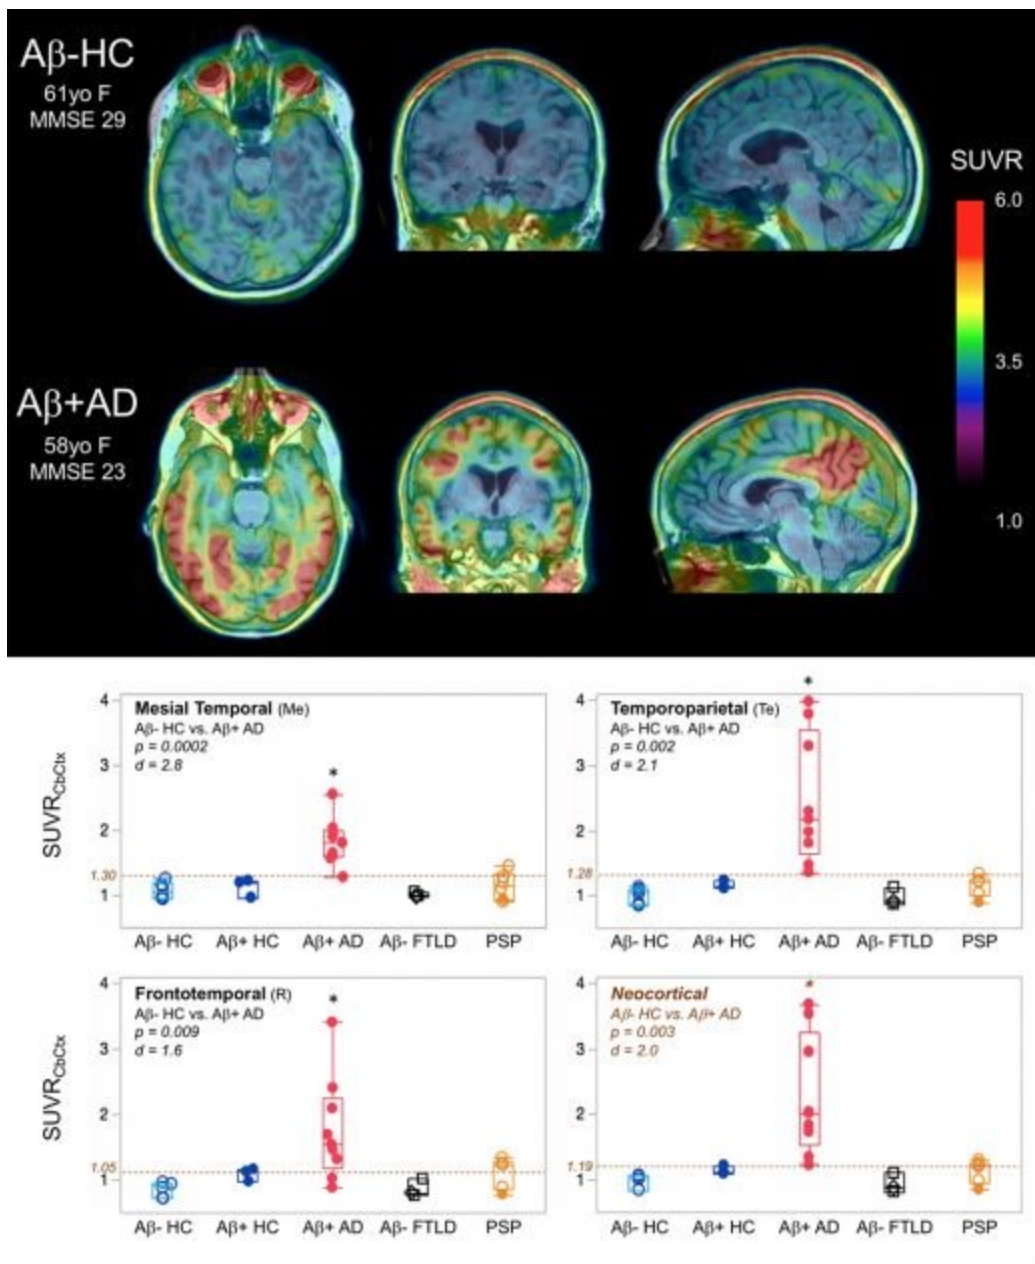 Aβ-HC
61yo F
MMSE 29
SUVR
6.0
3.5
1.0
Aβ+AD
58yo F
MMSE 23
SUVRCbCtx
4
3
2
1
1.30
Mesial Temporal (Me)
Aβ- HC vs. Aβ+ AD
p = 0.0002
d = 2.8
*
Aβ- HC Aβ+ HC Aβ+ AD Aβ- FTLD PSP
4
3
2
1
1.28
Temporoparietal (Te)
Aβ- HC vs. Aβ+ AD
p = 0.002
d = 2.1
*
Aβ- HC Aβ+ HC Aβ+ AD Aβ- FTLD PSP
SUVRCbCtx
4
3
2
1
1.05
Frontotemporal (R)
Aβ- HC vs. Aβ+ AD
p = 0.009
d = 1.6
*
Aβ- HC Aβ+ HC Aβ+ AD Aβ- FTLD PSP
4
3
2
1
1.19
Neocortical
Aβ- HC vs. Aβ+ AD
p = 0.003
d = 2.0
*
Aβ- HC Aβ+ HC Aβ+ AD Aβ- FTLD PSP